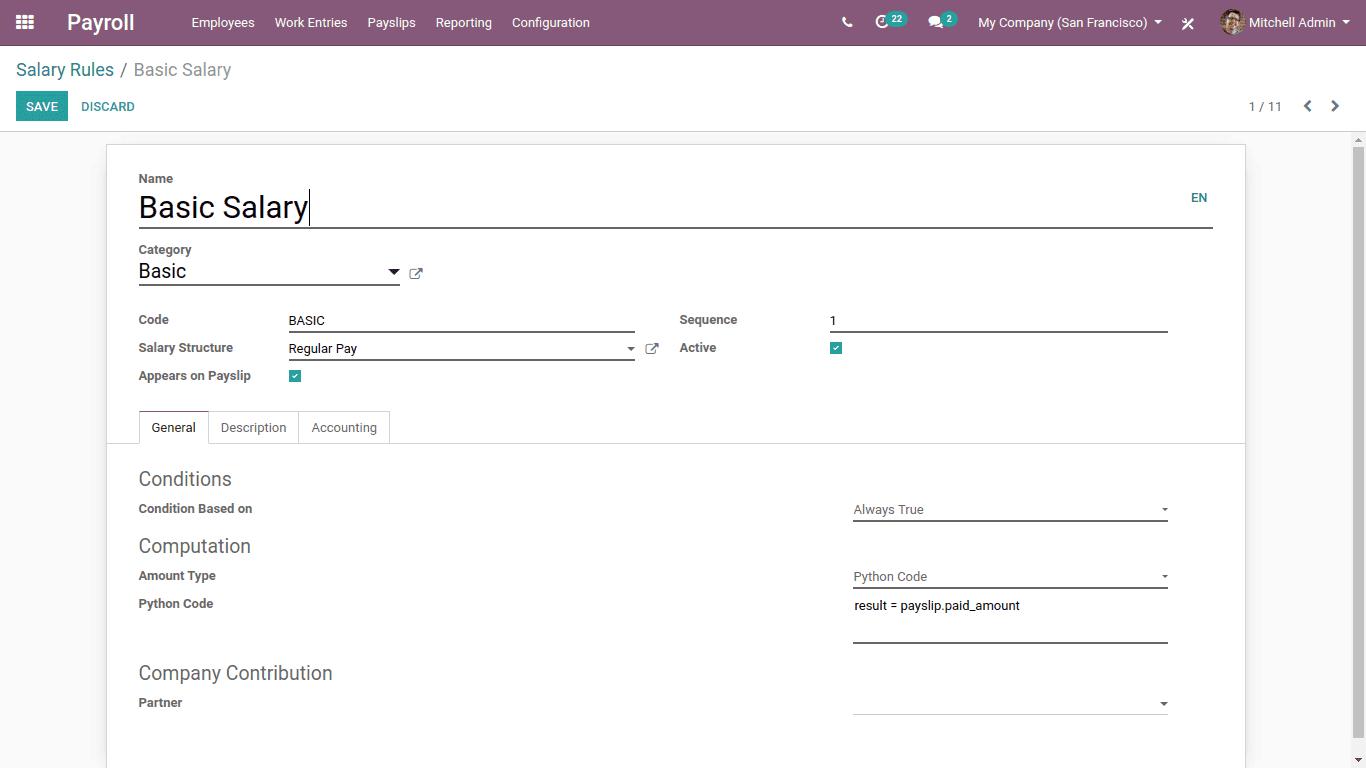 Payroll Employees Work Entries Payslips Reporting Configuration 22 2 My Company (San Francisco) Mitchell Admin
Salary Rules / Basic Salary
SAVE DISCARD 1 / 11
Name
Basic Salary EN
Category
Basic
Code BASIC Sequence 1
Salary Structure Regular Pay Active
Appears on Payslip
General Description Accounting
Conditions
Condition Based on Always True
Computation
Amount Type Python Code
Python Code result = payslip.paid_amount
Company Contribution
Partner